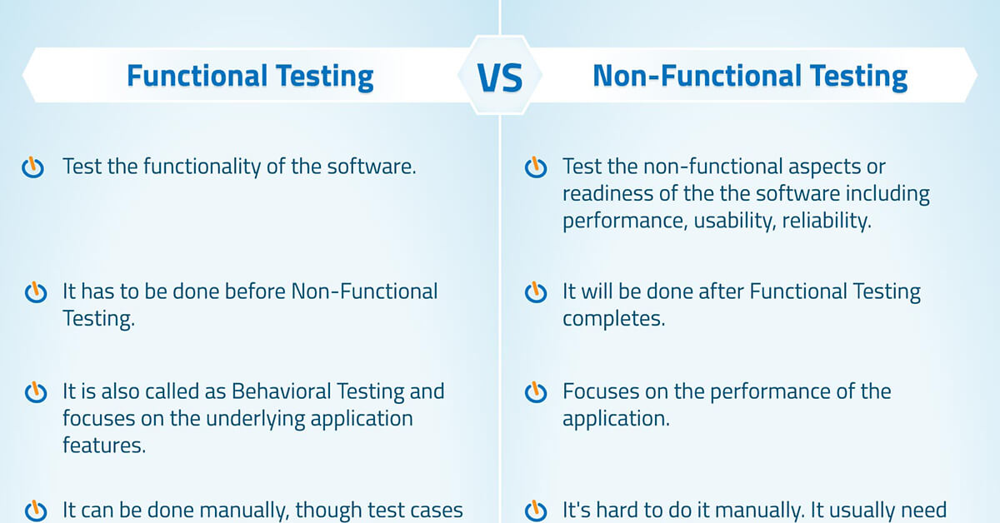 Functional Testing
VS
Non-Functional Testing
Test the functionality of the software.
Test the non-functional aspects or
readiness of the the software including
performance, usability, reliability.
It has to be done before Non-Functional
Testing.
It will be done after Functional Testing
completes.
It is also called as Behavioral Testing and
focuses on the underlying application
features.
Focuses on the performance of the
application.
It can be done manually, though test cases
It's hard to do it manually. It usually need